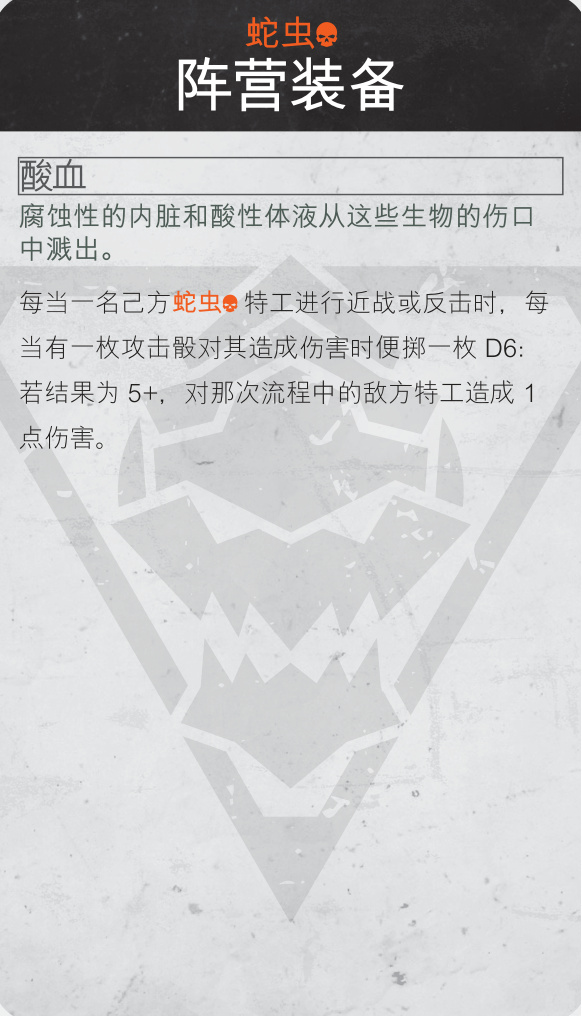 蛇虫
阵营装备
酸血
腐蚀性的内脏和酸性体液从这些生物的伤口
中溅出。
每当一名己方蛇虫 特工进行近战或反击时，每
当有一枚攻击骰对其造成伤害时便掷一枚 D6:
若结果为 5+，对那次流程中的敌方特工造成 1
点伤害。